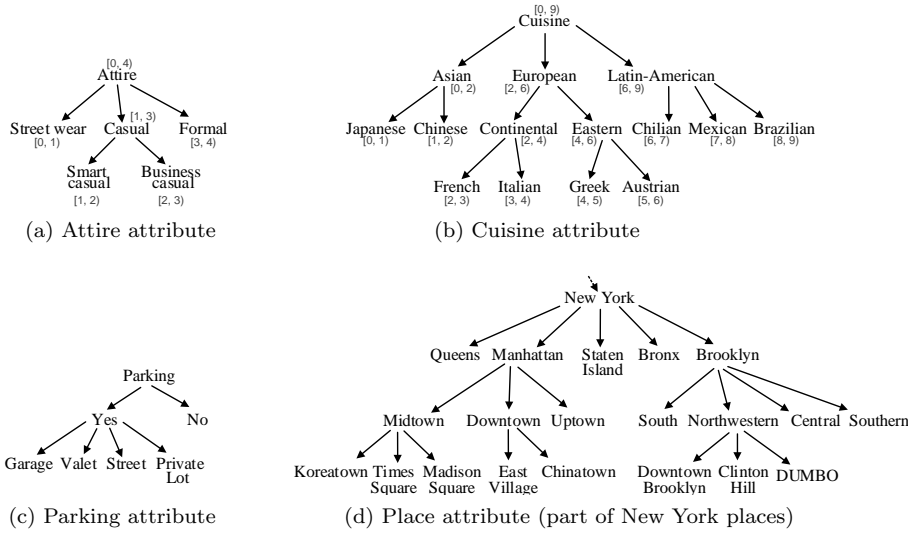 [0, 4]
Attire
Street wear Casual [1, 3] Formal
[0, 1] [3, 4]
Smart casual Business casual
[1, 2] [2, 3]
(a) Attire attribute
[0, 9]
Cuisine
Asian European Latin-American
[0, 2] [2, 6] [6, 9]
Japanese Chinese Continental Eastern Chilian Mexican Brazilian
[0, 1] [1, 2] [2, 4] [4, 6] [6, 7] [7, 8] [8, 9]
French Italian Greek Austrian
[2, 3] [3, 4] [4, 5] [5, 6]
(b) Cuisine attribute
Parking
Yes No
Garage Valet Street Private
Lot
(c) Parking attribute
New York
Queens Manhattan Staten Island Bronx Brooklyn
Midtown Downtown Uptown South Northwestern Central Southern
Koreatown Times Square Madison Square East Village Chinatown Downtown Brooklyn Clinton Hill DUMBO
(d) Place attribute (part of New York places)